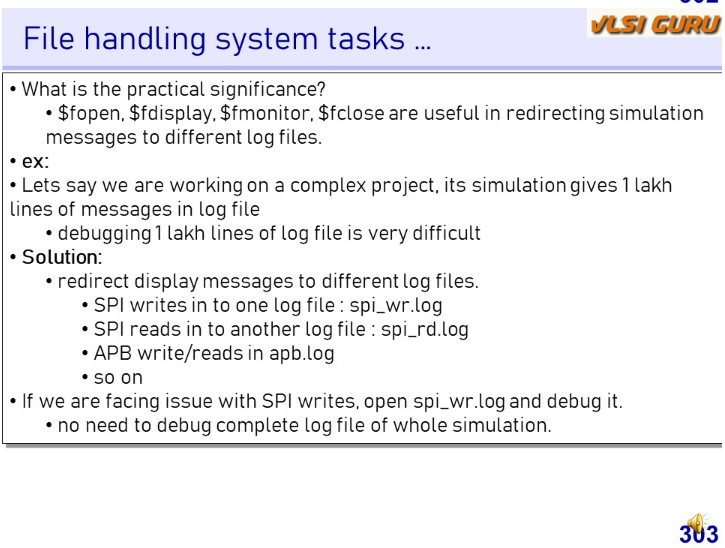 302
VLSI GURU
File handling system tasks ...
• What is the practical significance?
• $fopen, $fdisplay, $fmonitor, $fclose are useful in redirecting simulation
messages to different log files.
• ex:
• Lets say we are working on a complex project, its simulation gives 1 lakh
lines of messages in log file
• debugging 1 lakh lines of log file is very difficult
• Solution:
• redirect display messages to different log files.
• SPI writes in to one log file : spi_wr.log
• SPI reads in to another log file : spi_rd.log
• APB write/reads in apb.log
• so on
• If we are facing issue with SPI writes, open spi_wr.log and debug it.
• no need to debug complete log file of whole simulation.
303